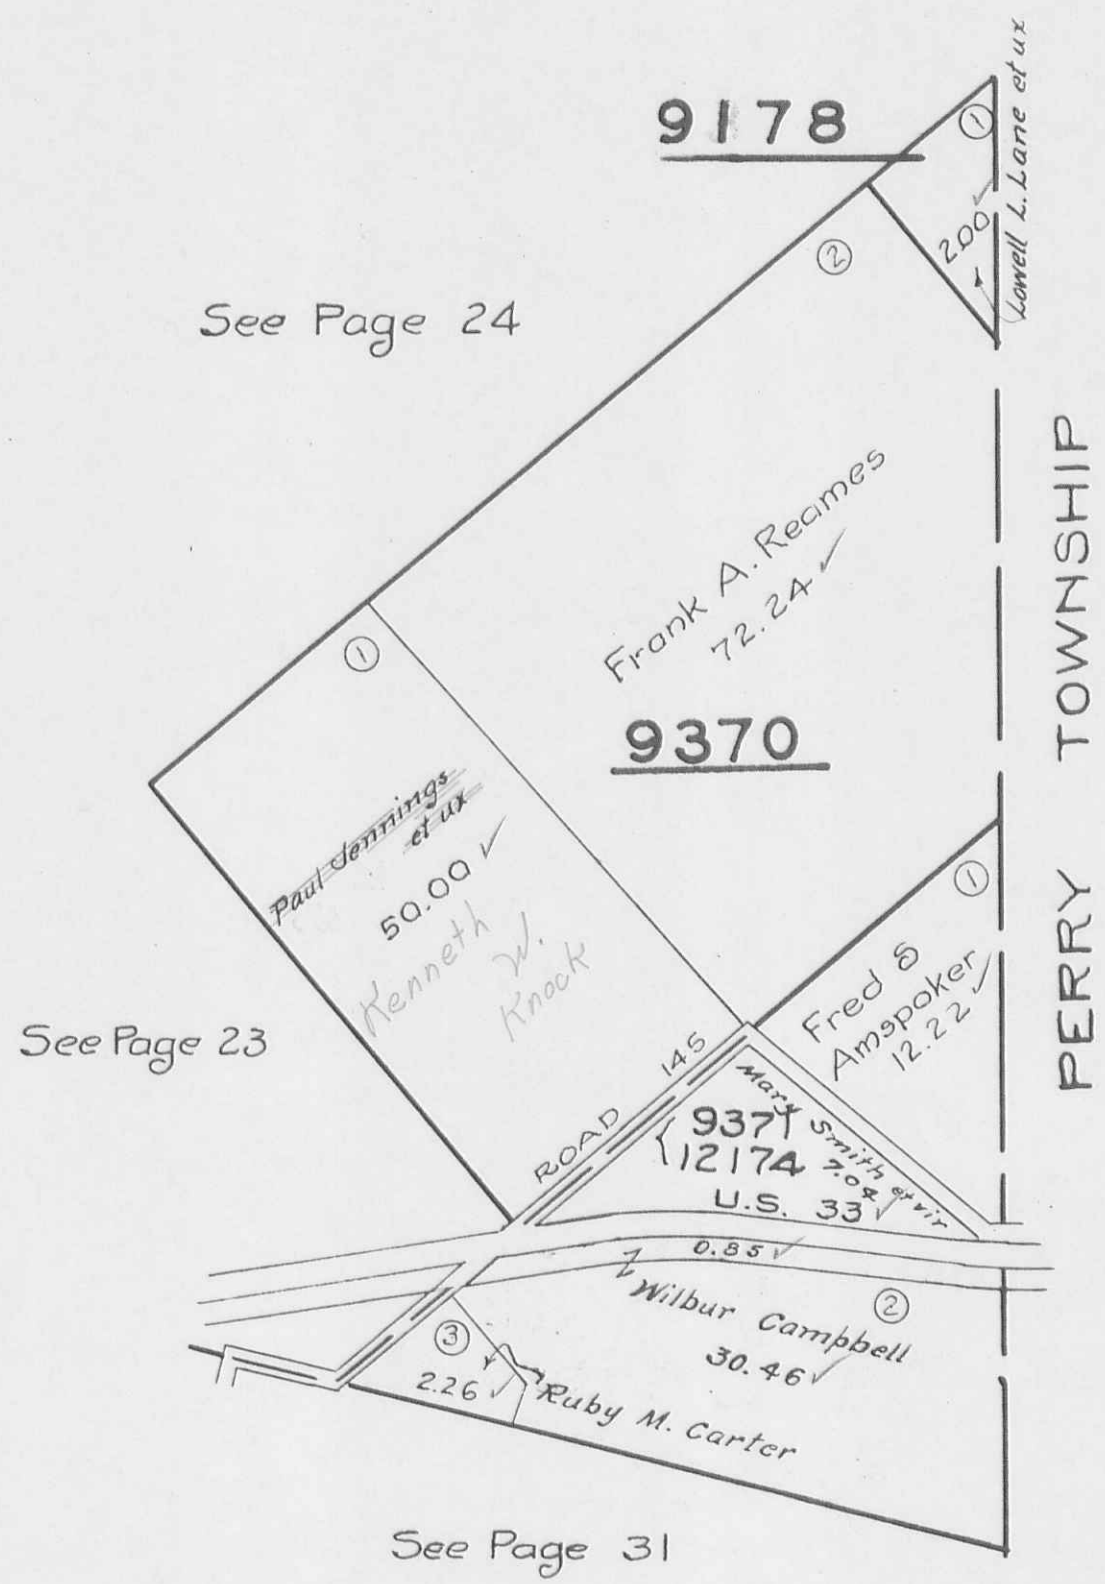 9178
①
2.00
Lowell L. Lane et ux
②
See Page 24
Frank A. Reames
72.24
9370
PERRY TOWNSHIP
①
Paul Jennings
et ux
50.00
Kenneth
W.
Knock
①
Fred &
Amspoker
12.22
See Page 23
ROAD 145
Mary Smith et vir
7.04
9371
12174
U.S. 33
0.85
②
Wilbur Campbell
30.46
③
2.26
Ruby M. Carter
See Page 31